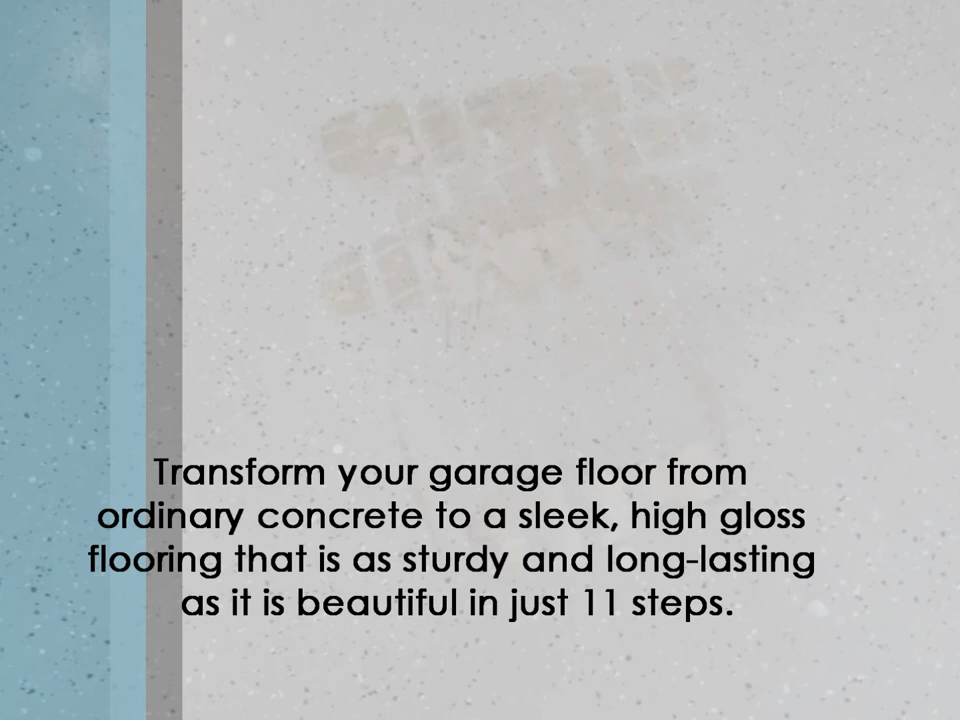 Transform your garage floor from
ordinary concrete to a sleek, high gloss
flooring that is as sturdy and long-lasting
as it is beautiful in just 11 steps.